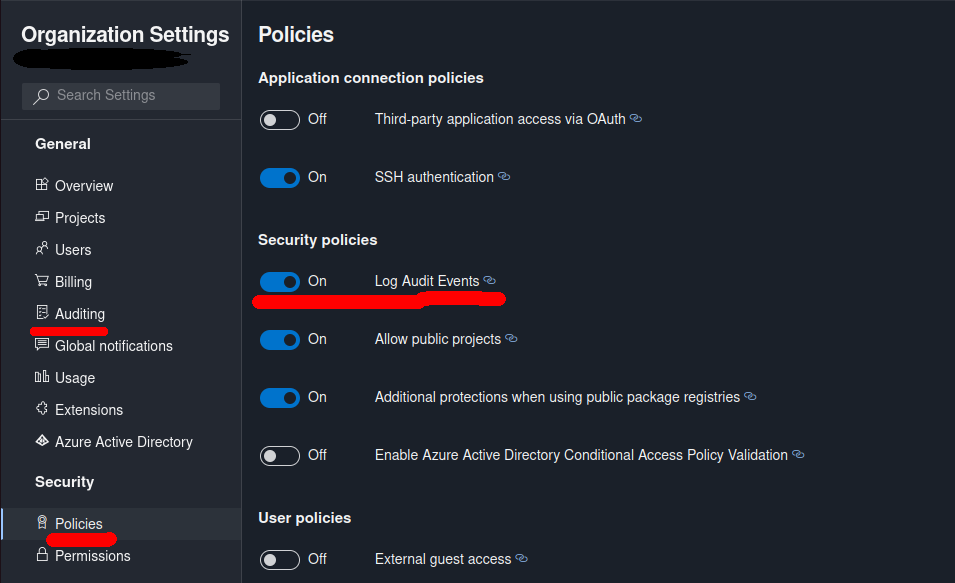 Organization Settings
Search Settings
General
Overview
Projects
Users
Billing
Auditing
Global notifications
Usage
Extensions
Azure Active Directory
Security
Policies
Permissions
Policies
Application connection policies
Off Third-party application access via OAuth
On SSH authentication
Security policies
On Log Audit Events
On Allow public projects
On Additional protections when using public package registries
Off Enable Azure Active Directory Conditional Access Policy Validation
User policies
Off External guest access